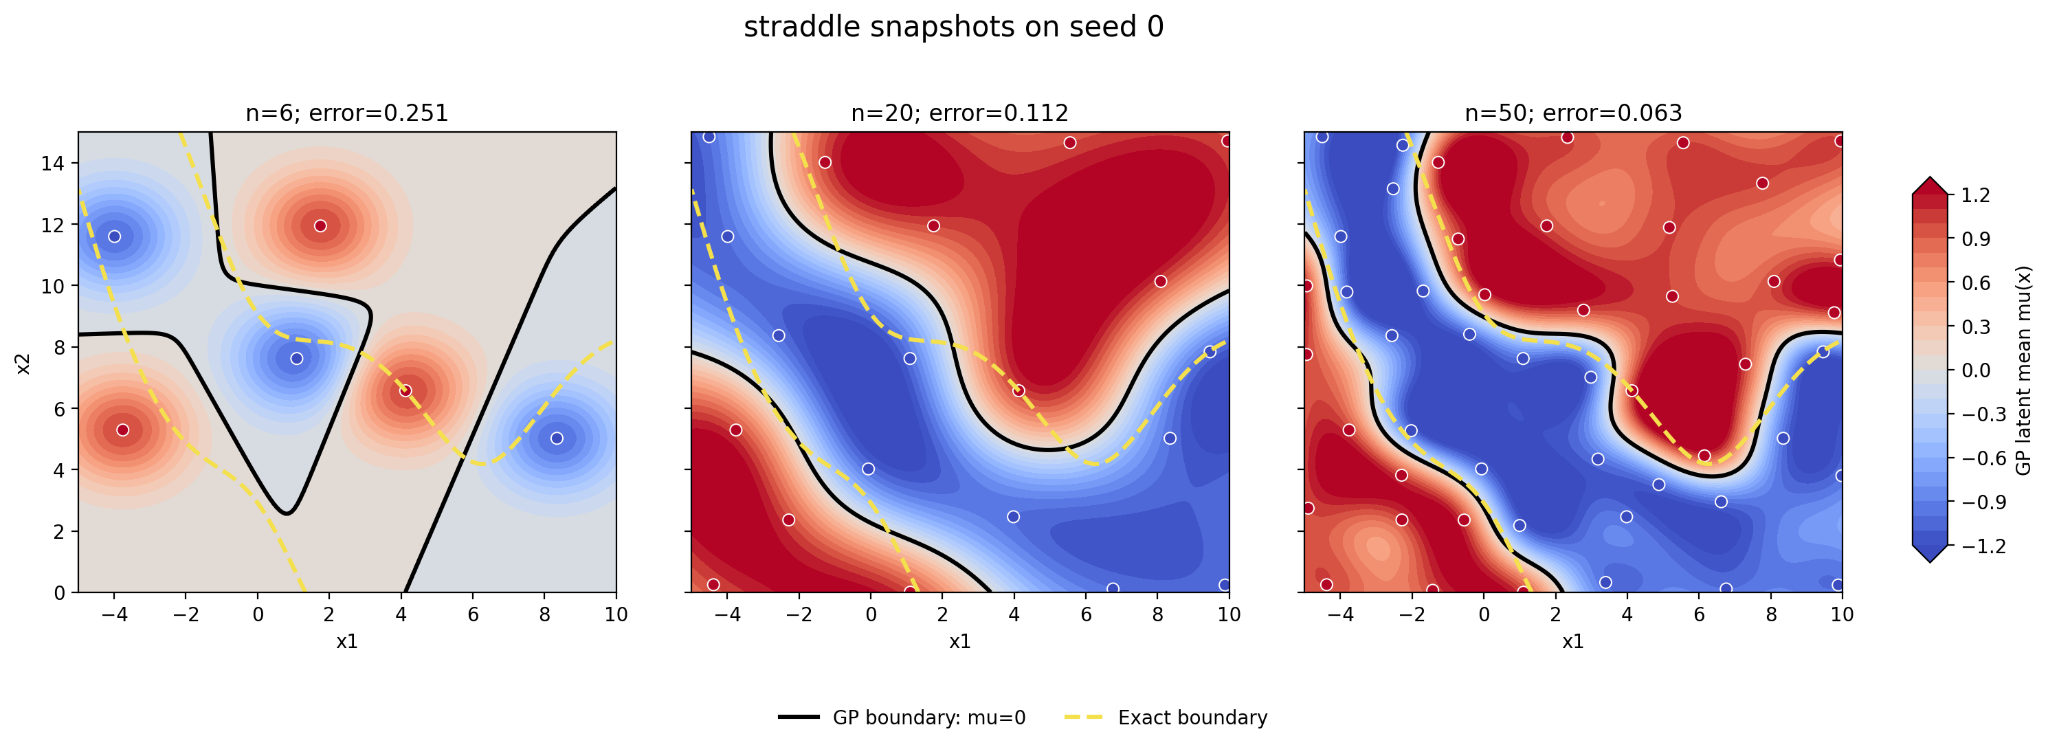 straddle snapshots on seed 0
n=6; error=0.251
n=20; error=0.112
n=50; error=0.063
14
12
10
8
6
4
2
0
x2
−4 −2 0 2 4 6 8 10
x1
−4 −2 0 2 4 6 8 10
x1
−4 −2 0 2 4 6 8 10
x1
1.2
0.9
0.6
0.3
0.0
−0.3
−0.6
−0.9
−1.2
GP latent mean mu(x)
GP boundary: mu=0
Exact boundary